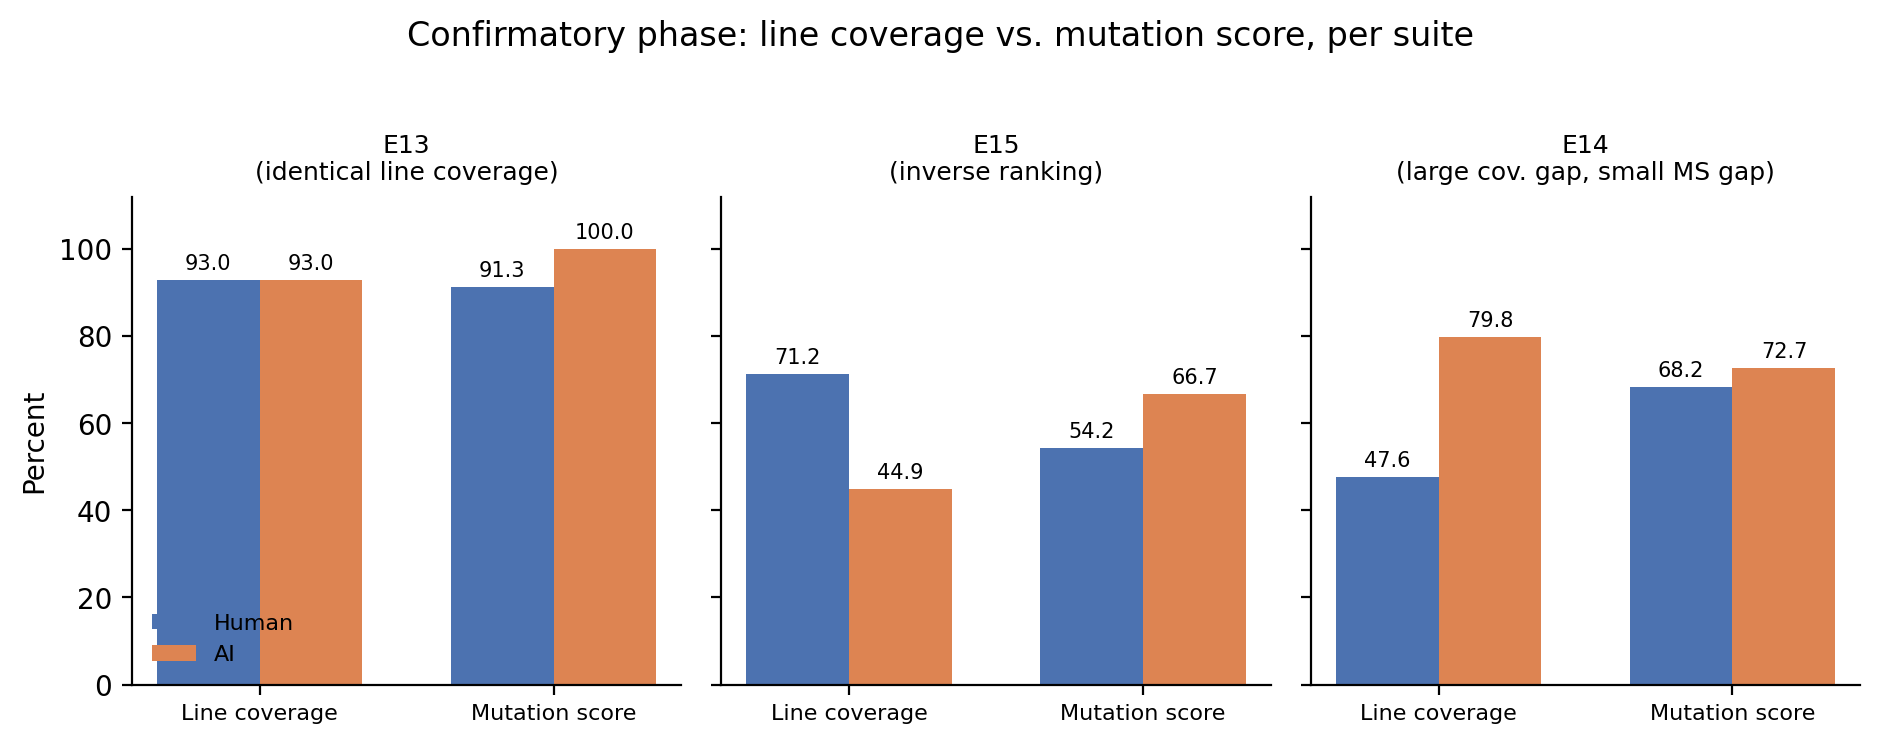 Confirmatory phase: line coverage vs. mutation score, per suite
E13
(identical line coverage)
Percent
100
80
60
40
20
0
93.0
93.0
91.3
100.0
Human
AI
Line coverage
Mutation score
E15
(inverse ranking)
71.2
44.9
54.2
66.7
Line coverage
Mutation score
E14
(large cov. gap, small MS gap)
47.6
79.8
68.2
72.7
Line coverage
Mutation score